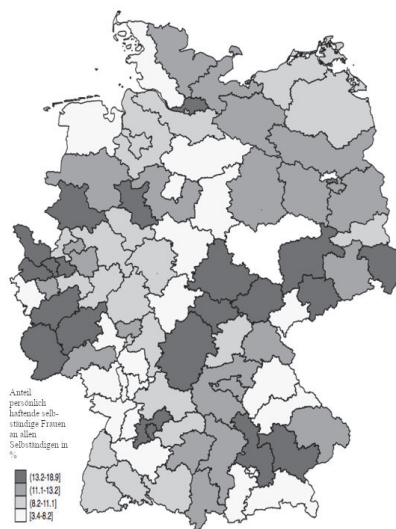 Anteil
persönlich
haftende selb-
ständige Frauen
an allen
Selbständigen in
%
(13.2-18.9]
(11.1-13.2]
(8.2-11.1]
[3.4-8.2]